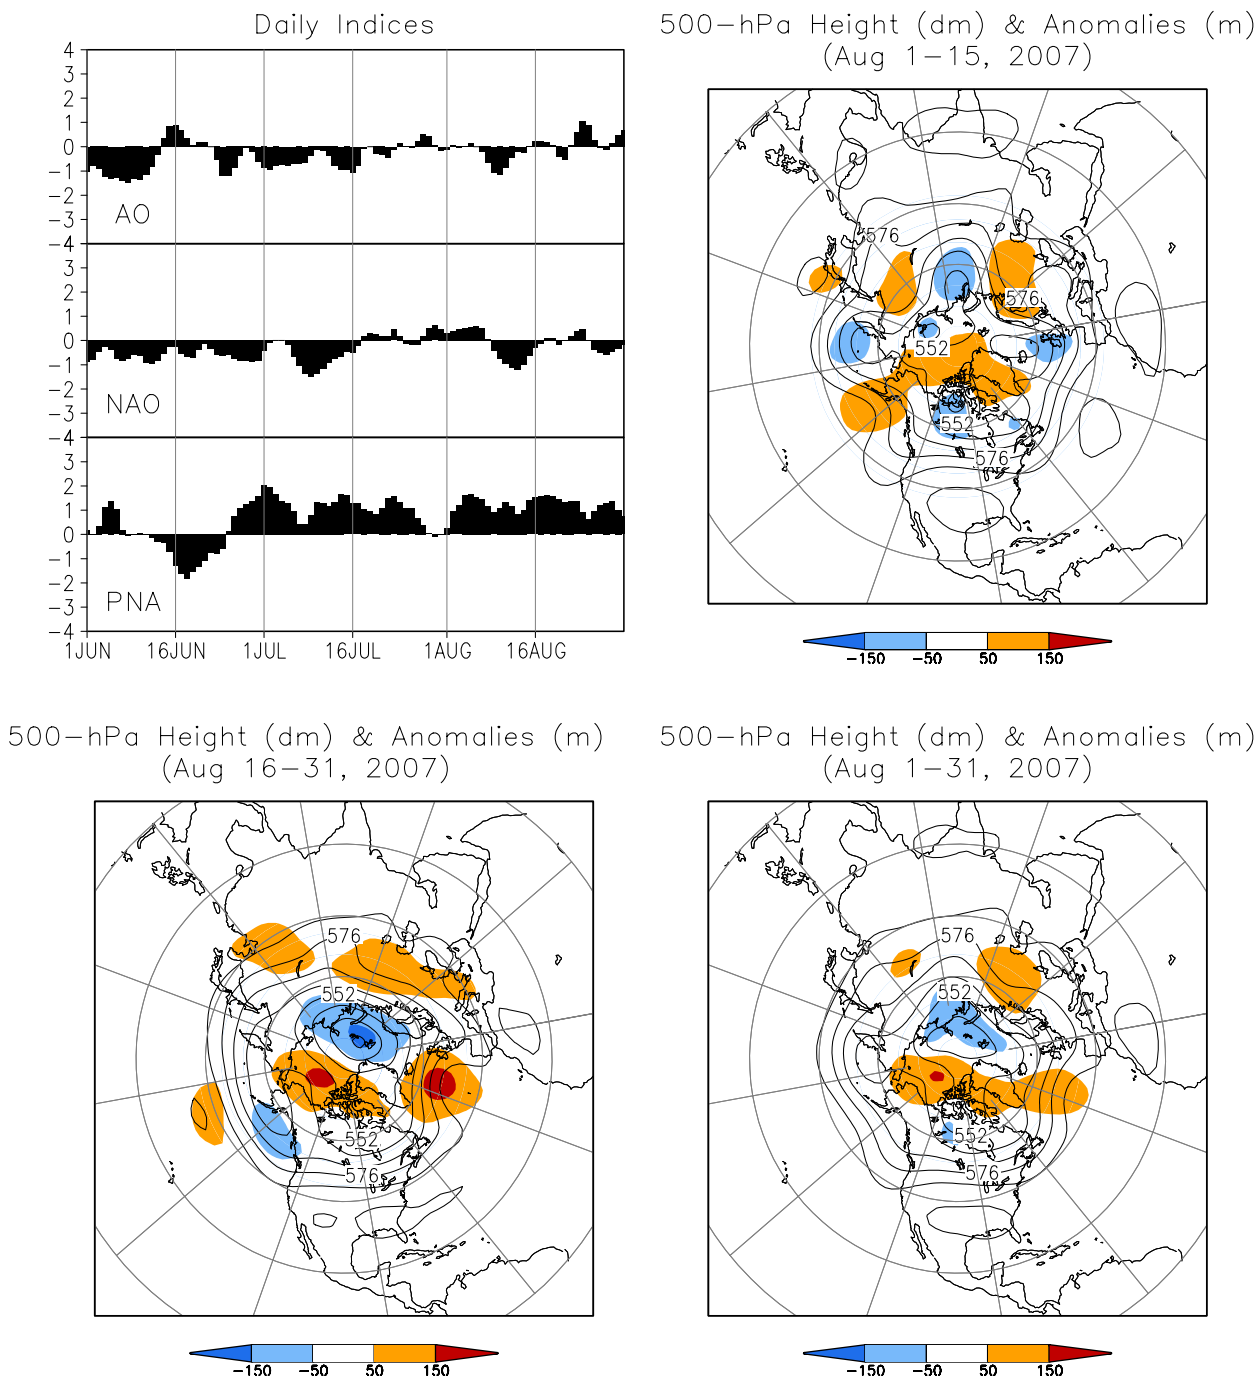 Daily Indices
4
3
2
1
0
-1
-2
-3
AO
-4
3
2
1
0
-1
-2
-3
NAO
-4
3
2
1
0
-1
-2
-3
-4
PNA
1JUN 16JUN 1JUL 16JUL 1AUG 16AUG
500-hPa Height (dm) & Anomalies (m)
(Aug 1-15, 2007)
576
576
552
552
576
-150 -50 50 150
500-hPa Height (dm) & Anomalies (m)
(Aug 16-31, 2007)
576
552
552
576
-150 -50 50 150
500-hPa Height (dm) & Anomalies (m)
(Aug 1-31, 2007)
576
552
552
576
-150 -50 50 150